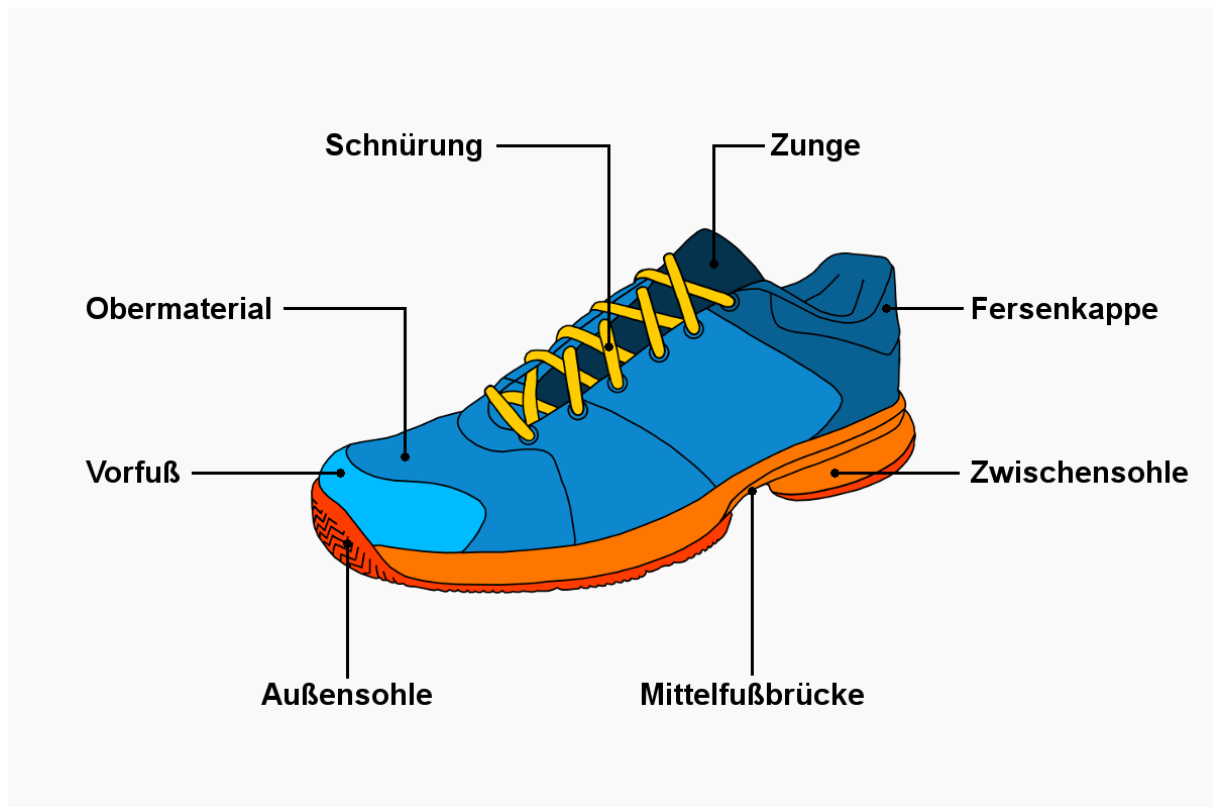 Schnürung
Zunge
Obermaterial
Fersenkappe
Vorfuß
Zwischensohle
Außensohle
Mittelfußbrücke